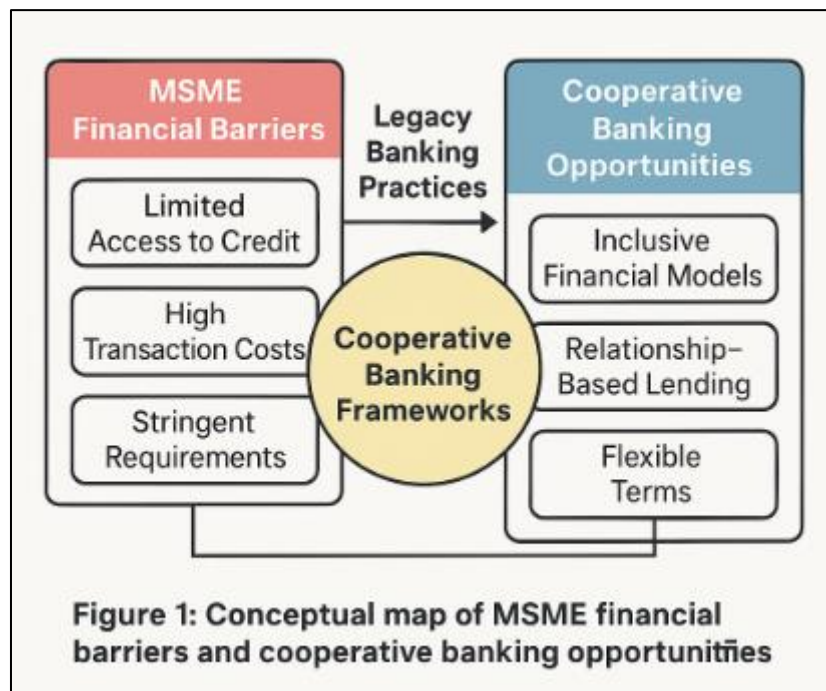 MSME
Financial Barriers
Limited
Access to Credit
High
Transaction Costs
Stringent
Requirements
Legacy
Banking
Practices
Cooperative
Banking
Frameworks
Cooperative
Banking
Opportunities
Inclusive
Financial Models
Relationship–
Based Lending
Flexible
Terms
Figure 1: Conceptual map of MSME financial
barriers and cooperative banking opportunities